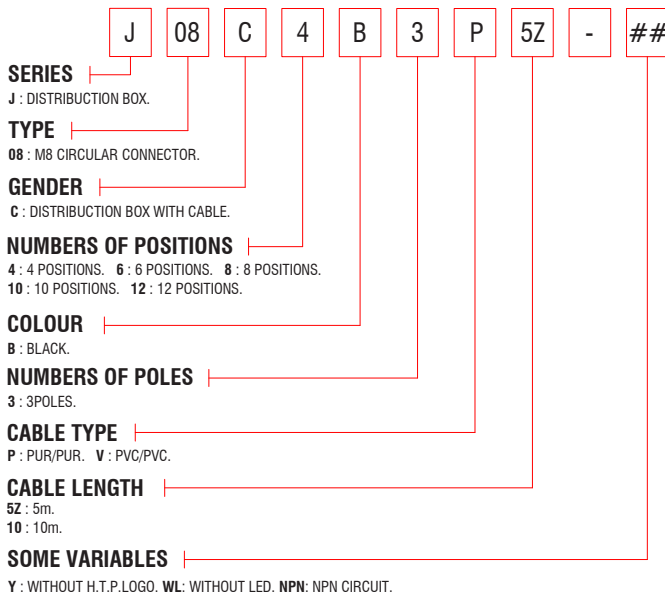 J 08 C 4 B 3 P 5Z - ##
SERIES
J : DISTRIBUCTION BOX.
TYPE
08 : M8 CIRCULAR CONNECTOR.
GENDER
C : DISTRIBUCTION BOX WITH CABLE.
NUMBERS OF POSITIONS
4 : 4 POSITIONS. 6 : 6 POSITIONS. 8 : 8 POSITIONS.
10 : 10 POSITIONS. 12 : 12 POSITIONS.
COLOUR
B : BLACK.
NUMBERS OF POLES
3 : 3POLES.
CABLE TYPE
P : PUR/PUR. V : PVC/PVC.
CABLE LENGTH
5Z : 5m.
10 : 10m.
SOME VARIABLES
Y : WITHOUT H.T.P.LOGO. WL: WITHOUT LED. NPN: NPN CIRCUIT.